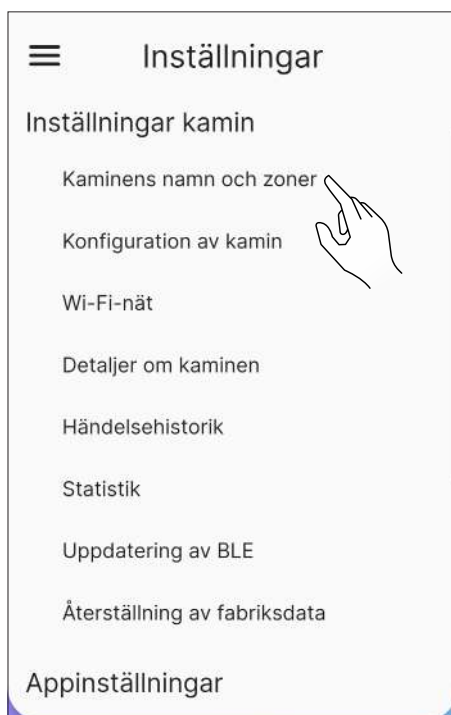 Inställningar
Inställningar kamin
Kaminens namn och zoner
Konfiguration av kamin
Wi-Fi-nät
Detaljer om kaminen
Händelsehistorik
Statistik
Uppdatering av BLE
Återställning av fabriksdata
Appinställningar